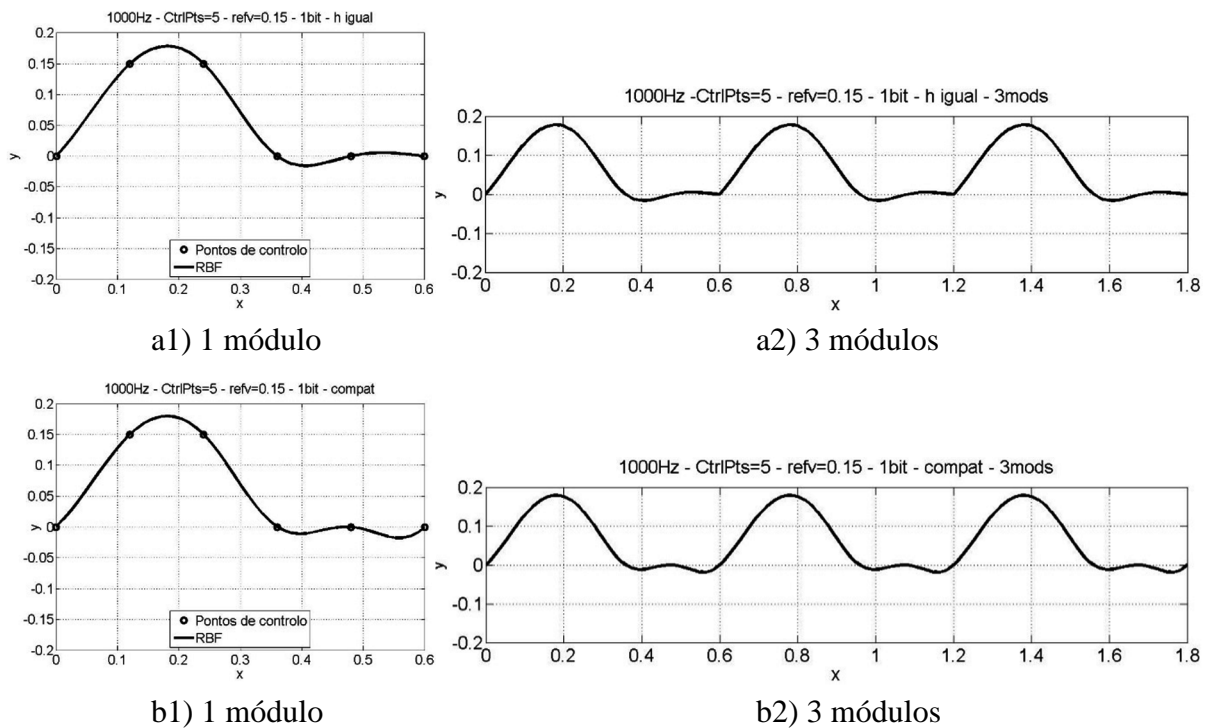 1000Hz - CtrlPts=5 - refv=0.15 - 1bit - h igual
0.2
0.15
0.1
0.05
0
-0.05
-0.1
-0.15
-0.2
y
Pontos de controlo
RBF
0 0.1 0.2 0.3 0.4 0.5 0.6
x
a1) 1 módulo
1000Hz -CtrlPts=5 - refv=0.15 - 1bit - h igual - 3mods
0.2
0.1
0
-0.1
-0.2
y
0 0.2 0.4 0.6 0.8 1 1.2 1.4 1.6 1.8
x
a2) 3 módulos
1000Hz - CtrlPts=5 - refv=0.15 - 1bit - compat
0.2
0.15
0.1
0.05
y 0
-0.05
-0.1
-0.15
-0.2
Pontos de controlo
RBF
0 0.1 0.2 0.3 0.4 0.5 0.6
x
b1) 1 módulo
1000Hz - CtrlPts=5 - refv=0.15 - 1bit - compat - 3mods
0.2
0.1
0
-0.1
-0.2
y
0 0.2 0.4 0.6 0.8 1 1.2 1.4 1.6 1.8
x
b2) 3 módulos